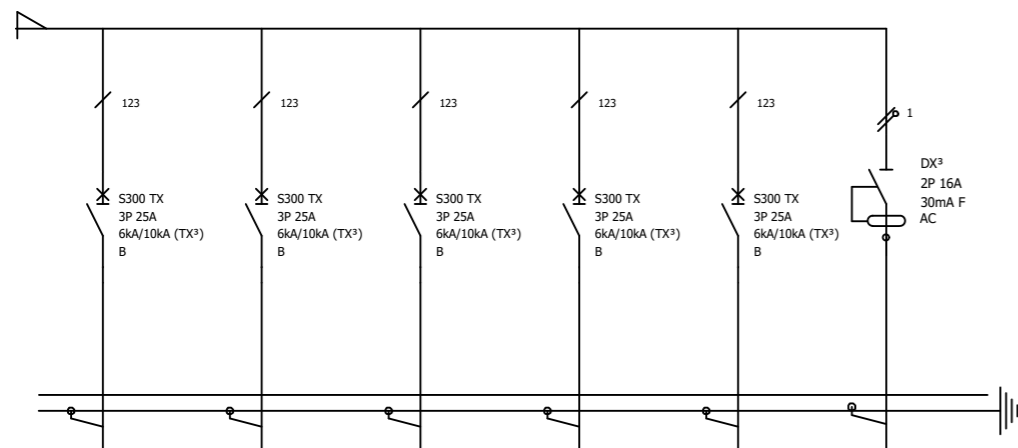 123
123
123
123
123
1
S300 TX
3P 25A
6kA/10kA (TX³)
B
S300 TX
3P 25A
6kA/10kA (TX³)
B
S300 TX
3P 25A
6kA/10kA (TX³)
B
S300 TX
3P 25A
6kA/10kA (TX³)
B
S300 TX
3P 25A
6kA/10kA (TX³)
B
DX³
2P 16A
30mA F
AC